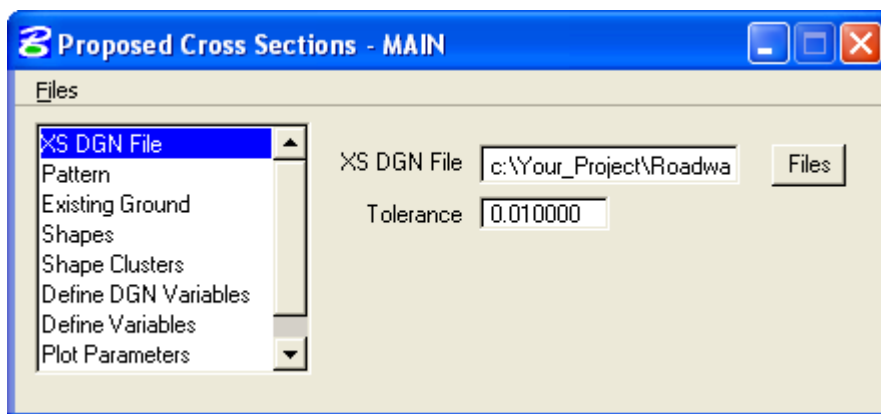 Proposed Cross Sections - MAIN
Files
XS DGN File
Pattern
Existing Ground
Shapes
Shape Clusters
Define DGN Variables
Define Variables
Plot Parameters
XS DGN File c:\Your_Project\Roadwa Files
Tolerance 0.010000